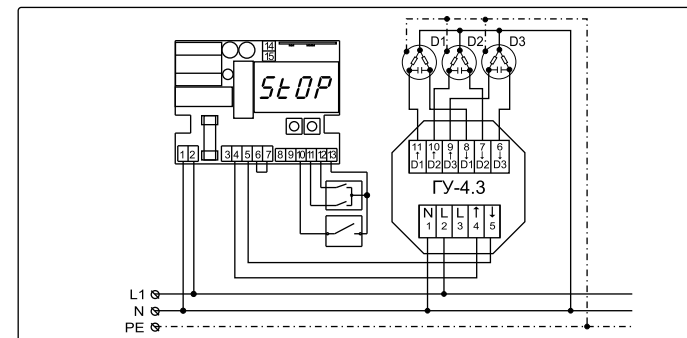 14
15
StOP
1 2 3 4 5 6 7 8 9 10 11 12 13
D1 D2 D3
11 10 9 8 7 6
↑ ↑ ↑ ↓ ↓ ↓
D1 D2 D3 D1 D2 D3
ГУ-4.3
N L L ↑ ↓
1 2 3 4 5
L1
N
PE